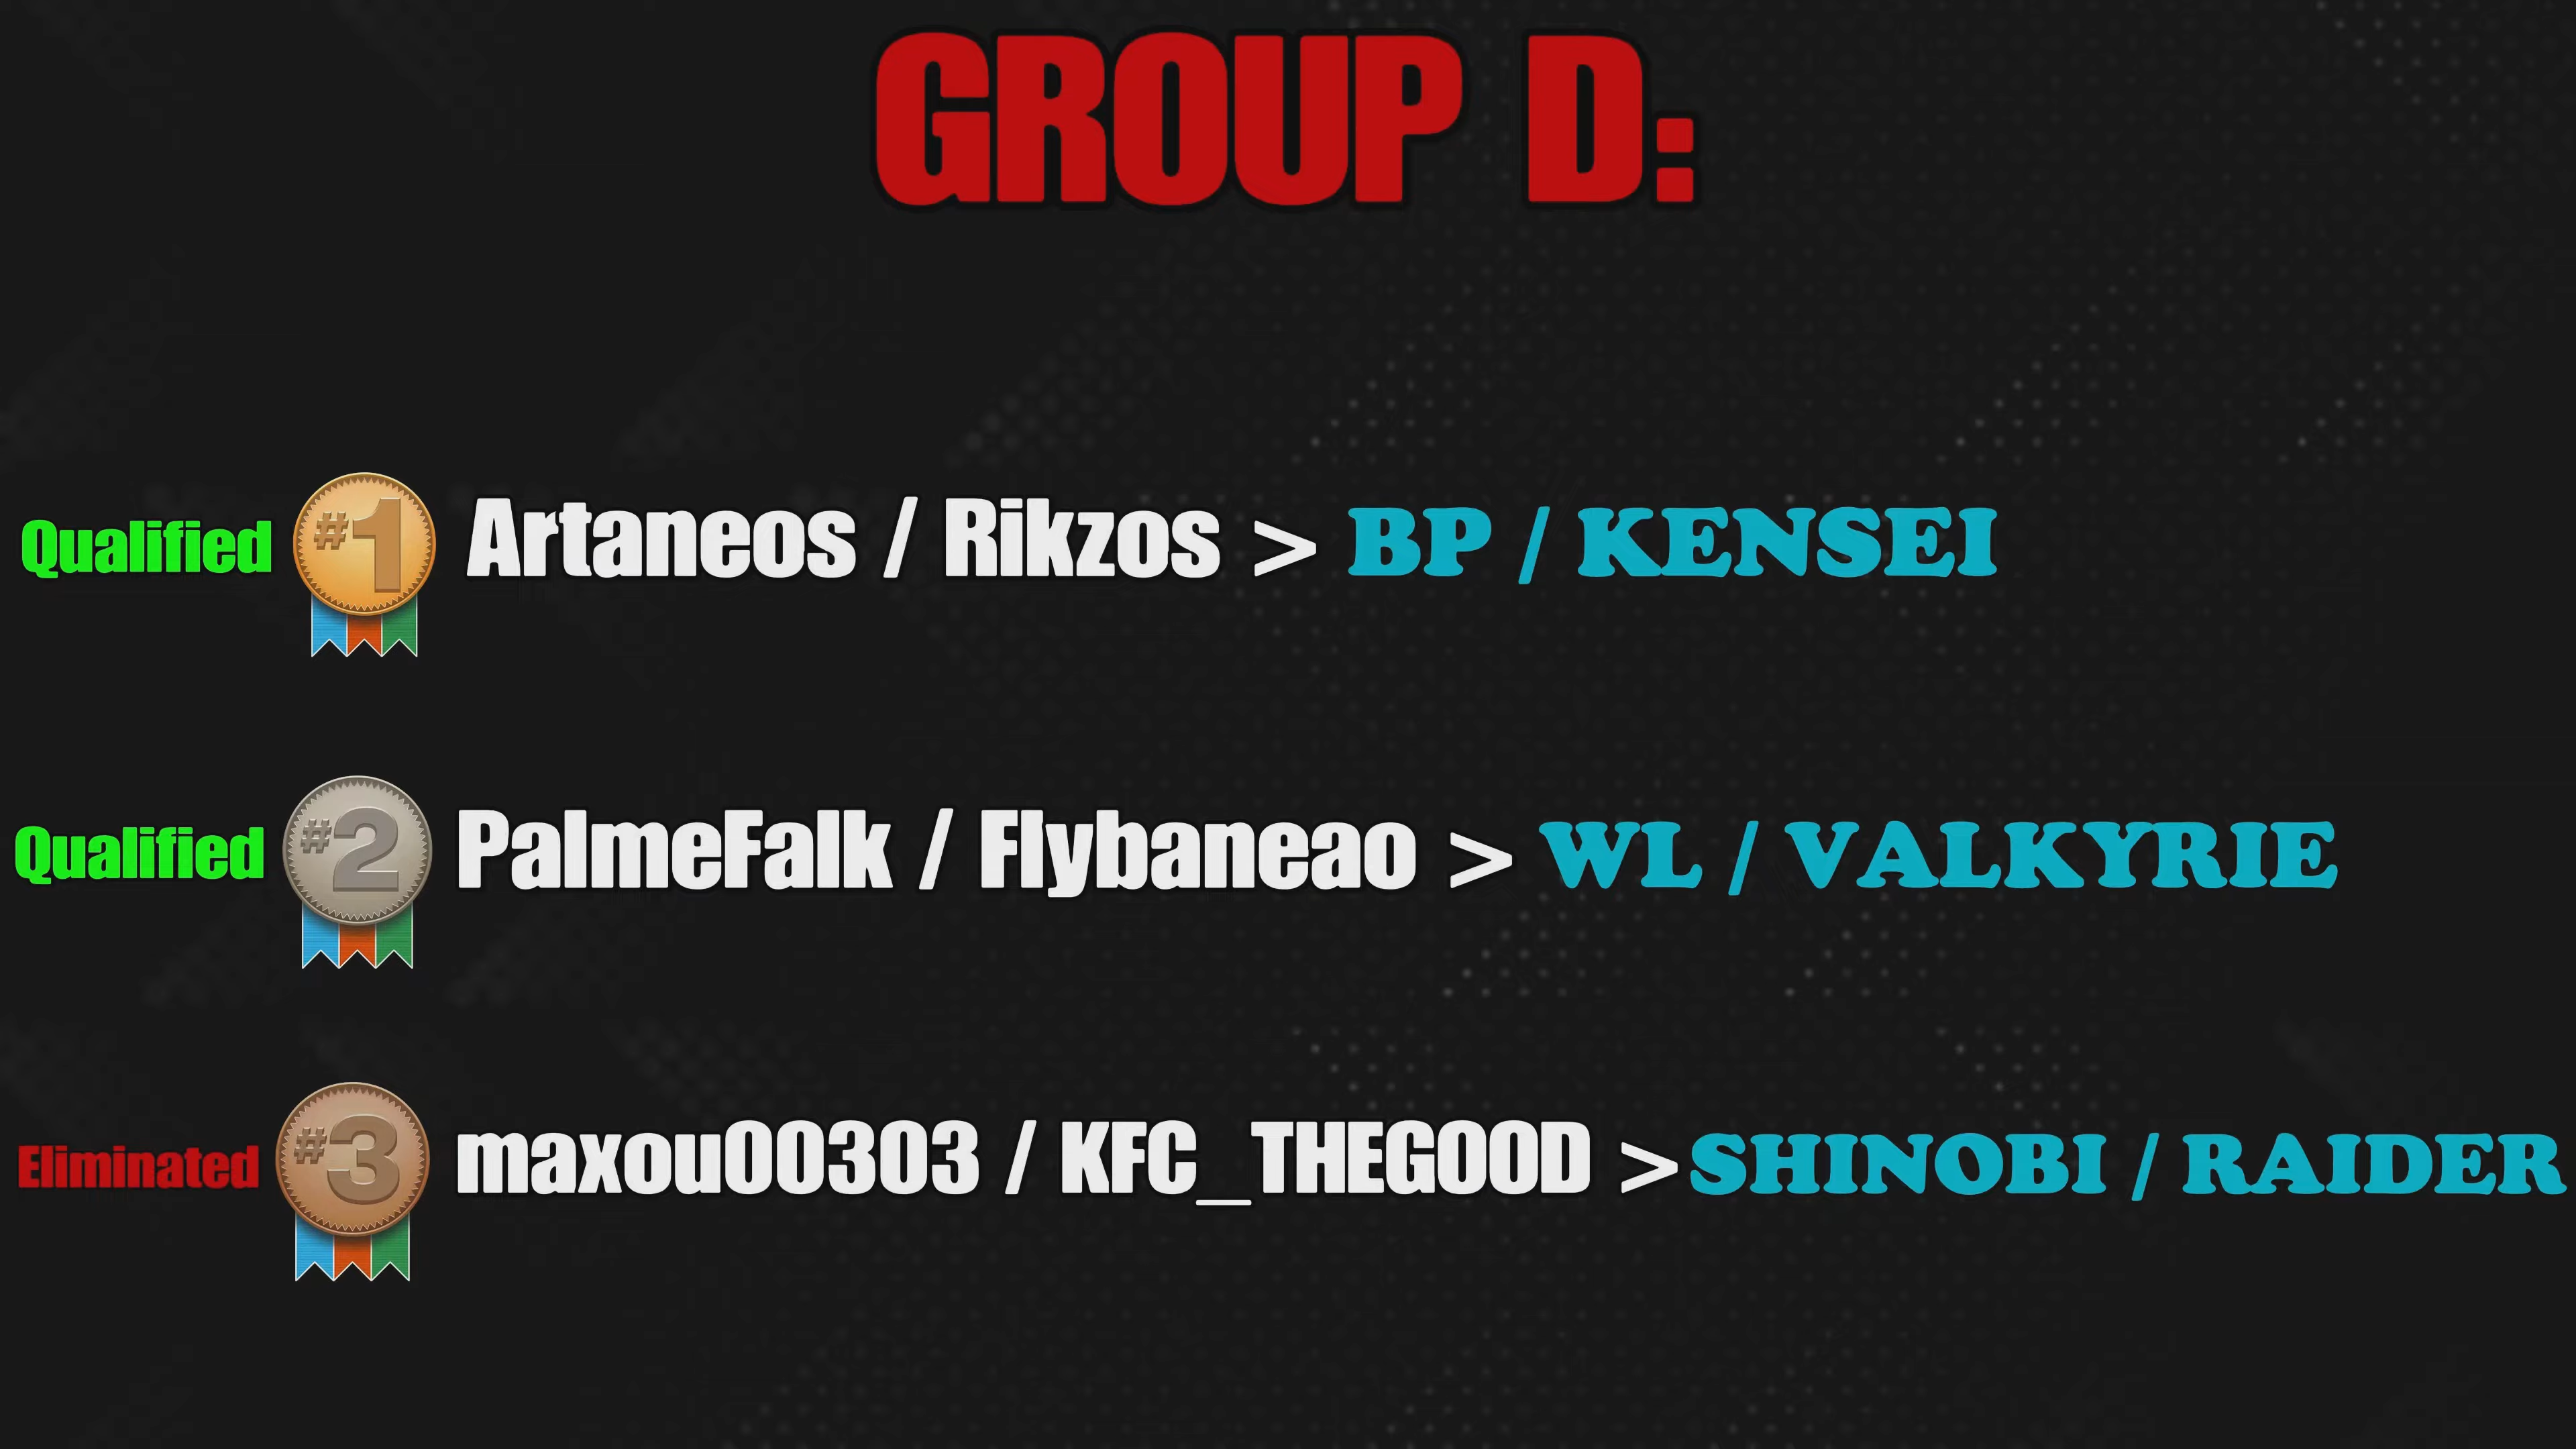 GROUP D:
Qualified #1 Artaneos / Rikzos > BP / KENSEI
Qualified #2 PalmeFalk / Flybaneao > WL / VALKYRIE
Eliminated #3 maxou00303 / KFC_THEGOOD > SHINOBI / RAIDER